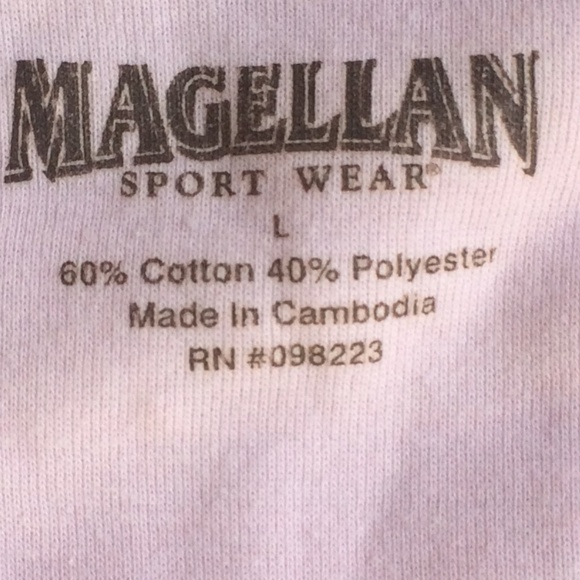 MAGELLAN
SPORT WEAR®
L
60% Cotton 40% Polyester
Made In Cambodia
RN #098223